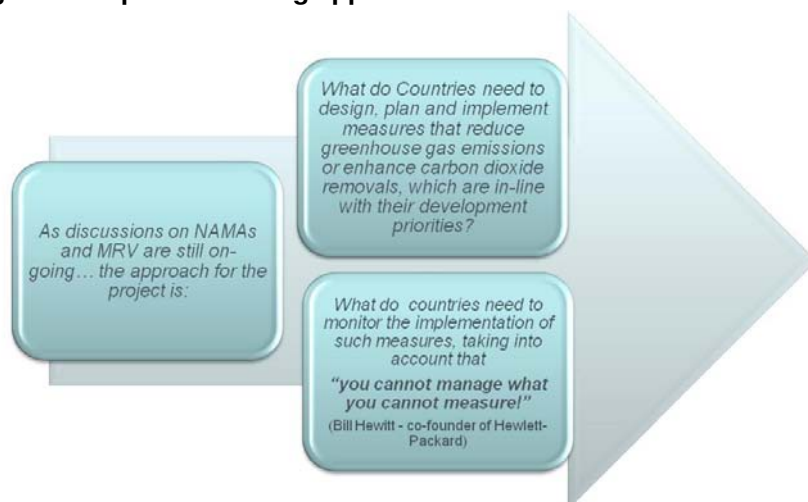 As discussions on NAMAs
and MRV are still on-
going... the approach for the
project is:
What do Countries need to
design, plan and implement
measures that reduce
greenhouse gas emissions
or enhance carbon dioxide
removals, which are in-line
with their development
priorities?
What do countries need to
monitor the implementation of
such measures, taking into
account that
"you cannot manage what
you cannot measure!"
(Bill Hewitt - co-founder of Hewlett-
Packard)